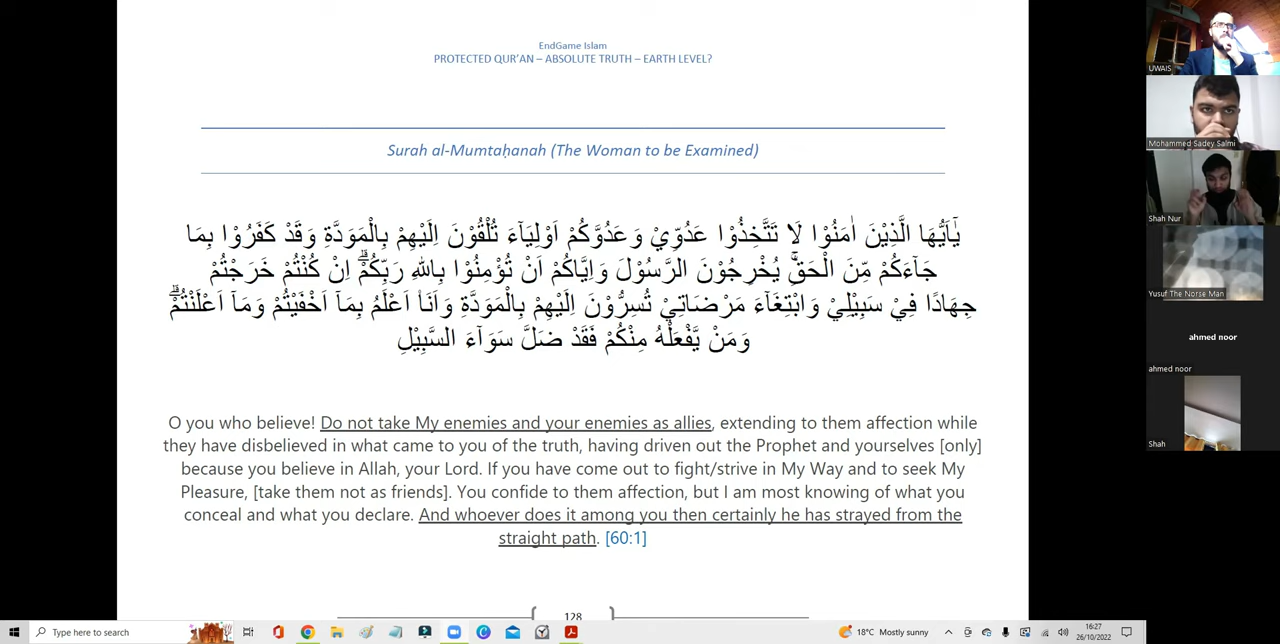 EndGame Islam
PROTECTED QUR'AN – ABSOLUTE TRUTH – EARTH LEVEL?
Surah al-Mumtaḥanah (The Woman to be Examined)
يٰٓاَيُّهَا الَّذِيْنَ اٰمَنُوْا لَا تَتَّخِذُوْا عَدُوِّيْ وَعَدُوَّكُمْ اَوْلِيَآءَ تُلْقُوْنَ اِلَيْهِمْ بِالْمَوَدَّةِ وَقَدْ كَفَرُوْا بِمَا
جَآءَكُمْ مِّنَ الْحَقِّۚ يُخْرِجُوْنَ الرَّسُوْلَ وَاِيَّاكُمْ اَنْ تُؤْمِنُوْا بِاللّٰهِ رَبِّكُمْۗ اِنْ كُنْتُمْ خَرَجْتُمْ
جِهَادًا فِيْ سَبِيْلِيْ وَابْتِغَآءَ مَرْضَاتِيْ تُسِرُّوْنَ اِلَيْهِمْ بِالْمَوَدَّةِ وَاَنَا۠ اَعْلَمُ بِمَآ اَخْفَيْتُمْ وَمَآ اَعْلَنْتُمْۗ
وَمَنْ يَّفْعَلْهُ مِنْكُمْ فَقَدْ ضَلَّ سَوَآءَ السَّبِيْلِ
O you who believe! Do not take My enemies and your enemies as allies, extending to them affection while
they have disbelieved in what came to you of the truth, having driven out the Prophet and yourselves [only]
because you believe in Allah, your Lord. If you have come out to fight/strive in My Way and to seek My
Pleasure, [take them not as friends]. You confide to them affection, but I am most knowing of what you
conceal and what you declare. And whoever does it among you then certainly he has strayed from the
straight path. [60:1]
128
UWAIS
Mohammed Sadey Salmi
Shah Nur
Yusuf The Norse Man
ahmed noor
ahmed noor
Shah
Type here to search
18°C Mostly sunny
16:27
26/10/2022